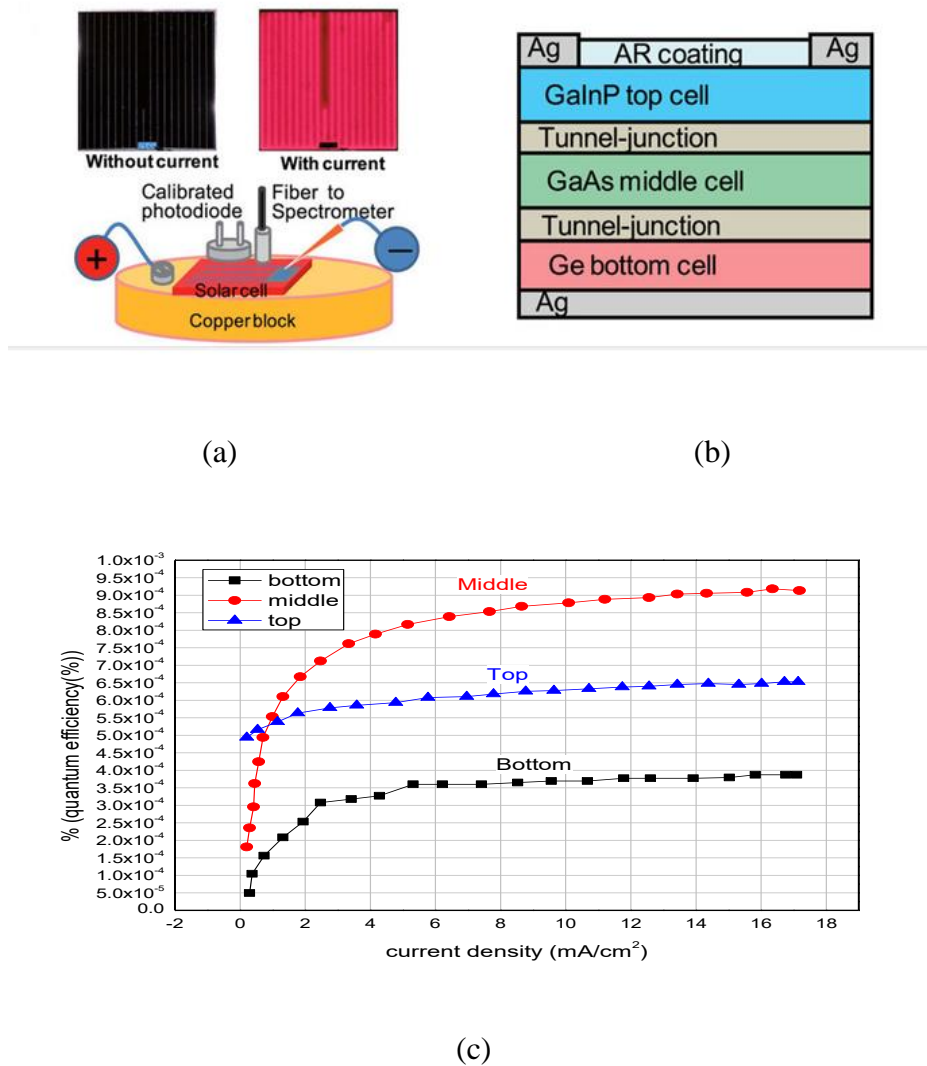 Without current
With current
Calibrated
photodiode
Fiber to
Spectrometer
+
−
Solar cell
Copper block
Ag
AR coating
Ag
GaInP top cell
Tunnel-junction
GaAs middle cell
Tunnel-junction
Ge bottom cell
Ag
(a)
(b)
% (quantum efficiency(%))
1.0x10⁻³
9.5x10⁻⁴
9.0x10⁻⁴
8.5x10⁻⁴
8.0x10⁻⁴
7.5x10⁻⁴
7.0x10⁻⁴
6.5x10⁻⁴
6.0x10⁻⁴
5.5x10⁻⁴
5.0x10⁻⁴
4.5x10⁻⁴
4.0x10⁻⁴
3.5x10⁻⁴
3.0x10⁻⁴
2.5x10⁻⁴
2.0x10⁻⁴
1.5x10⁻⁴
1.0x10⁻⁴
5.0x10⁻⁵
0.0
bottom
middle
top
Middle
Top
Bottom
-2 0 2 4 6 8 10 12 14 16 18
current density (mA/cm²)
(c)